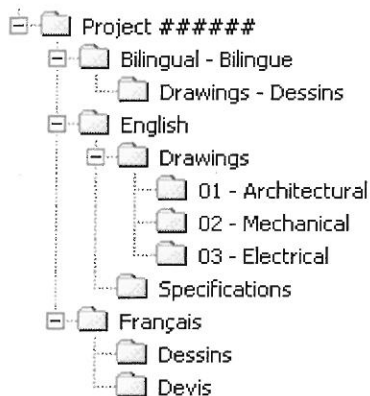 Project ######
Bilingual - Bilingue
Drawings - Dessins
English
Drawings
01 - Architectural
02 - Mechanical
03 - Electrical
Specifications
Français
Dessins
Devis